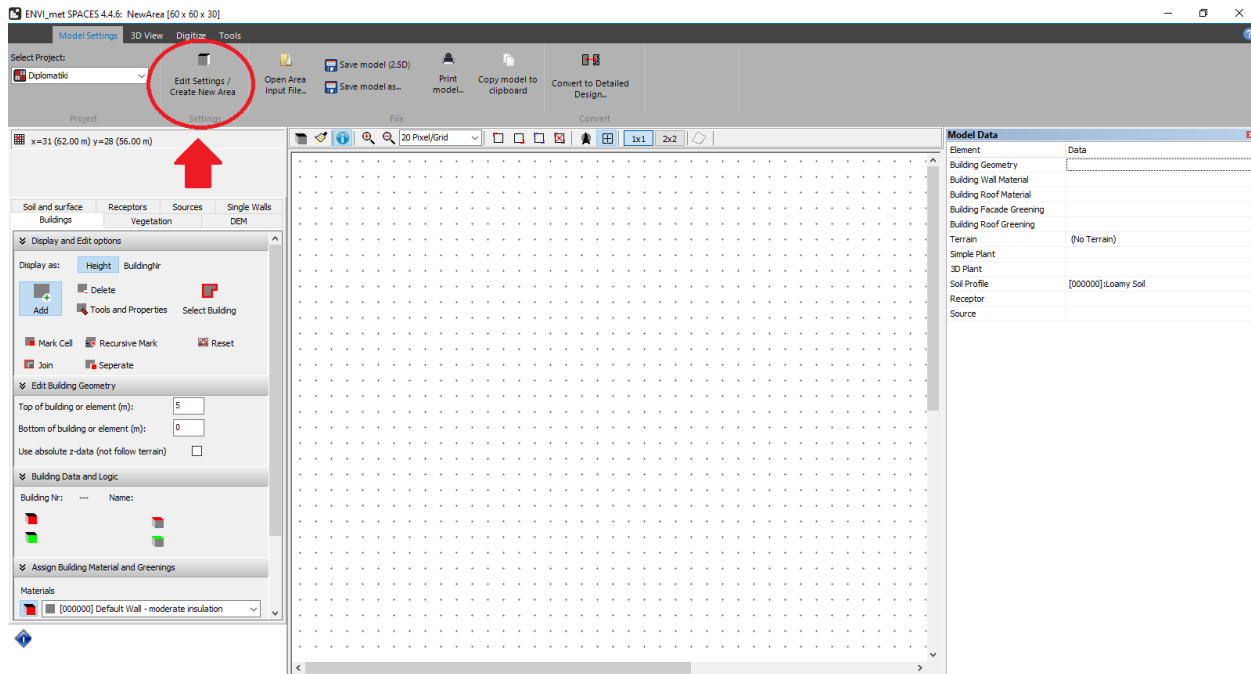 ENVI_met SPACES 4.4.6: NewArea [60 x 60 x 30]
Model Settings 3D View Digitize Tools
Select Project:
Diplomatiki
Project
Edit Settings /
Create New Area
Settings
Open Area
Input File...
Save model (2.5D)
Save model as...
Print
model...
Copy model to
clipboard
File
Convert to Detailed
Design...
Convert
x=31 (62.00 m) y=28 (56.00 m)
20 Pixel/Grid
1x1 2x2
Soil and surface Receptors Sources Single Walls
Buildings Vegetation DEM
Display and Edit options
Display as: Height BuildingNr
Add
Delete
Tools and Properties
Select Building
Mark Cell Recursive Mark Reset
Join Seperate
Edit Building Geometry
Top of building or element (m): 5
Bottom of building or element (m): 0
Use absolute z-data (not follow terrain)
Building Data and Logic
Building Nr: --- Name:
Assign Building Material and Greenings
Materials
[000000] Default Wall - moderate insulation
Model Data
Element Data
Building Geometry
Building Wall Material
Building Roof Material
Building Facade Greening
Building Roof Greening
Terrain (No Terrain)
Simple Plant
3D Plant
Soil Profile [000000]:Loamy Soil
Receptor
Source